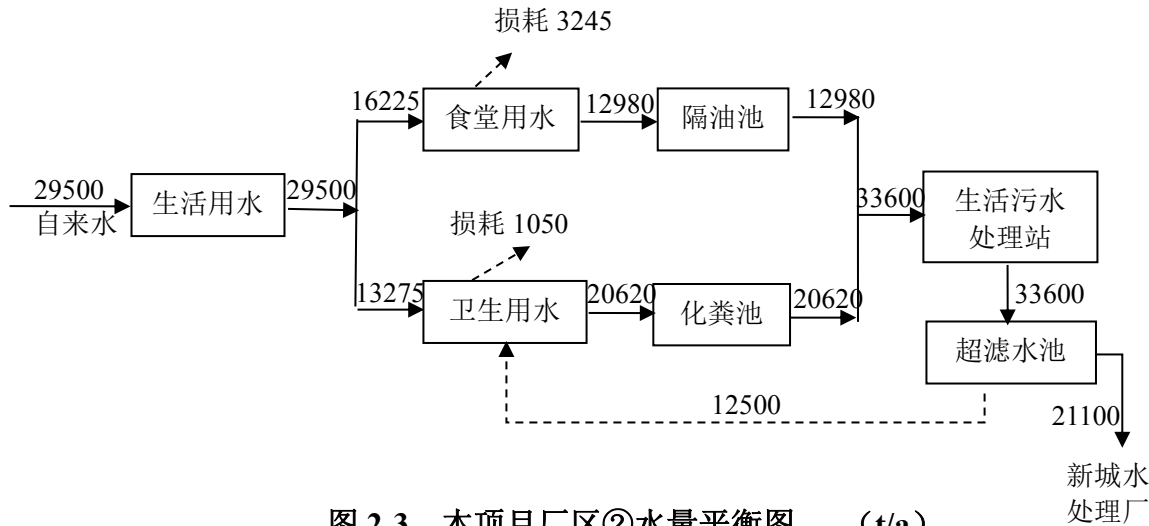 损耗 3245
16225
食堂用水
12980
隔油池
12980
29500
自来水
生活用水
29500
33600
生活污水
处理站
损耗 1050
13275
卫生用水
20620
化粪池
20620
33600
超滤水池
12500
21100
新城水
处理厂
图 2-3 本项目厂区②水量平衡图 (t/a)